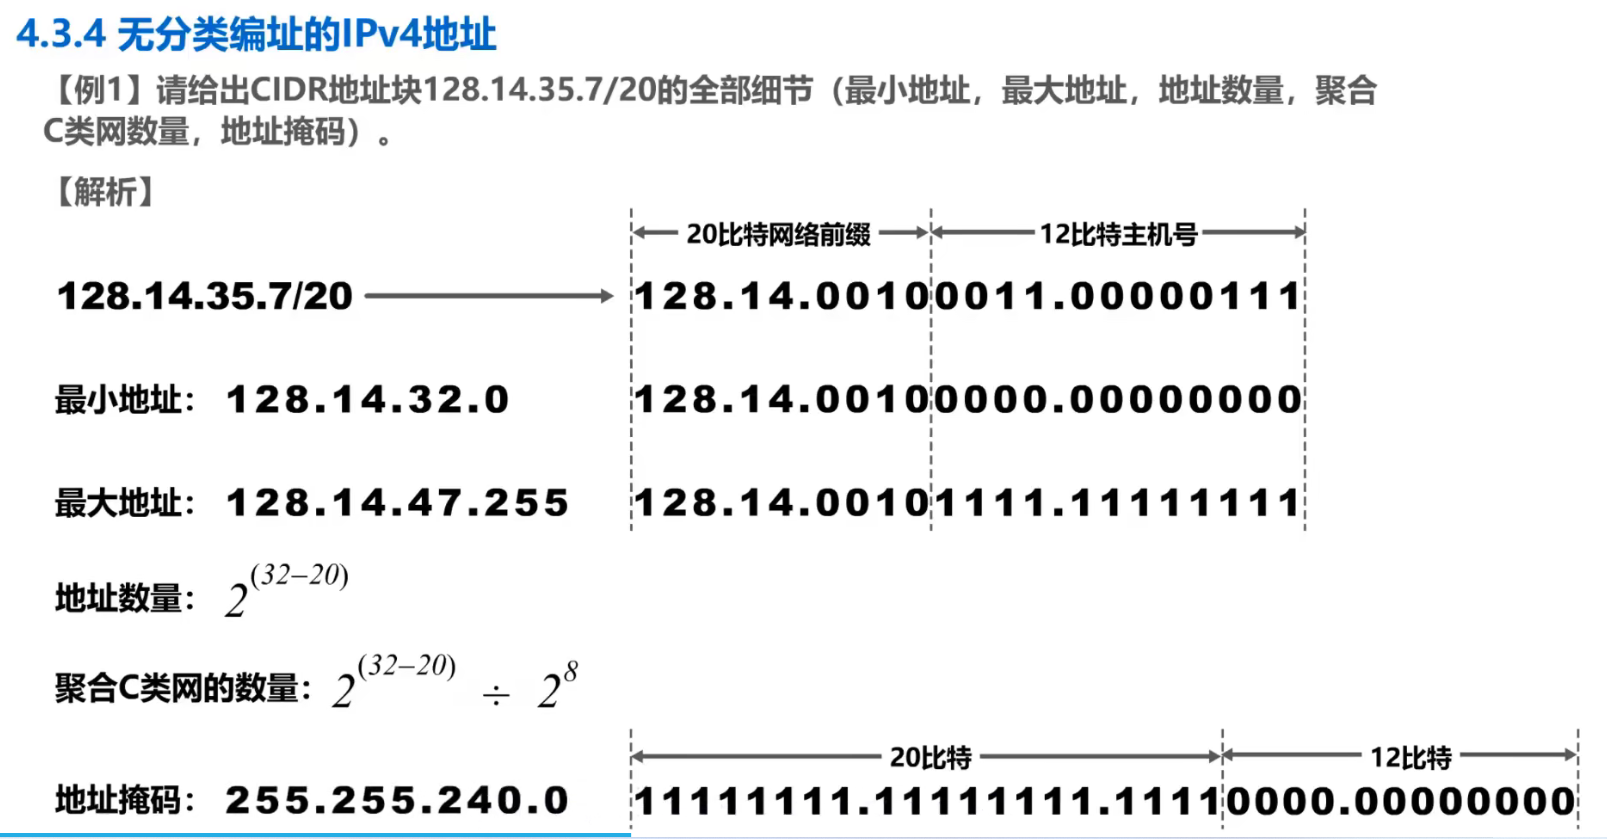 4.3.4 无分类编址的IPv4地址
【例1】请给出CIDR地址块128.14.35.7/20的全部细节（最小地址，最大地址，地址数量，聚合
C类网数量，地址掩码）。
【解析】
20比特网络前缀 12比特主机号
128.14.35.7/20 128.14.00100011.00000111
最小地址： 128.14.32.0 128.14.00100000.00000000
最大地址： 128.14.47.255 128.14.00101111.11111111
地址数量： 2^(32–20)
聚合C类网的数量： 2^(32–20) ÷ 2^8
20比特 12比特
地址掩码： 255.255.240.0 11111111.11111111.11110000.00000000